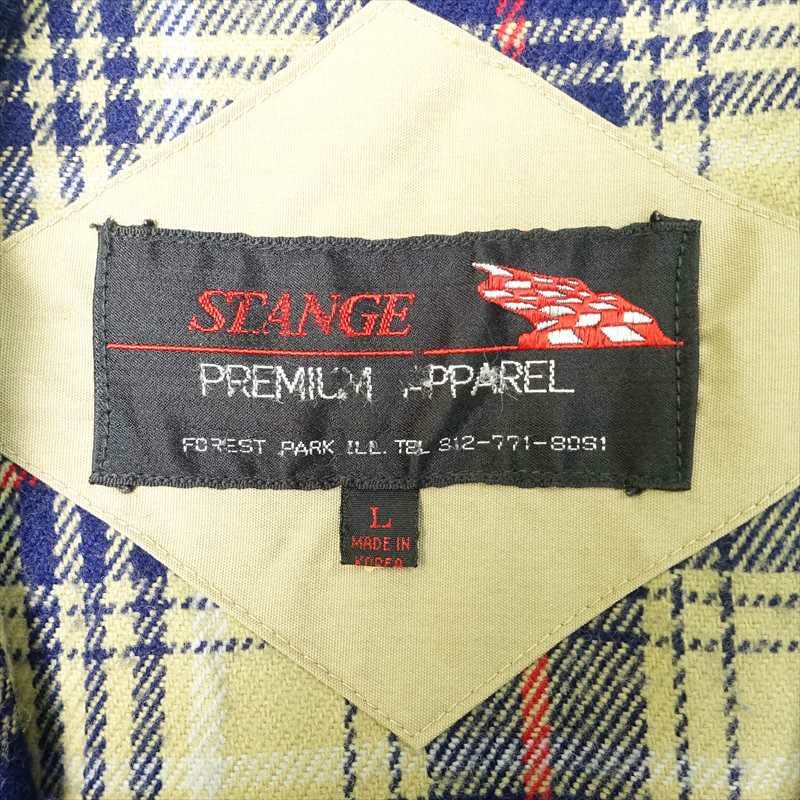 STANGE
PREMIUM APPAREL
FOREST PARK ILL. TEL 312-771-8081
L
MADE IN
KOREA